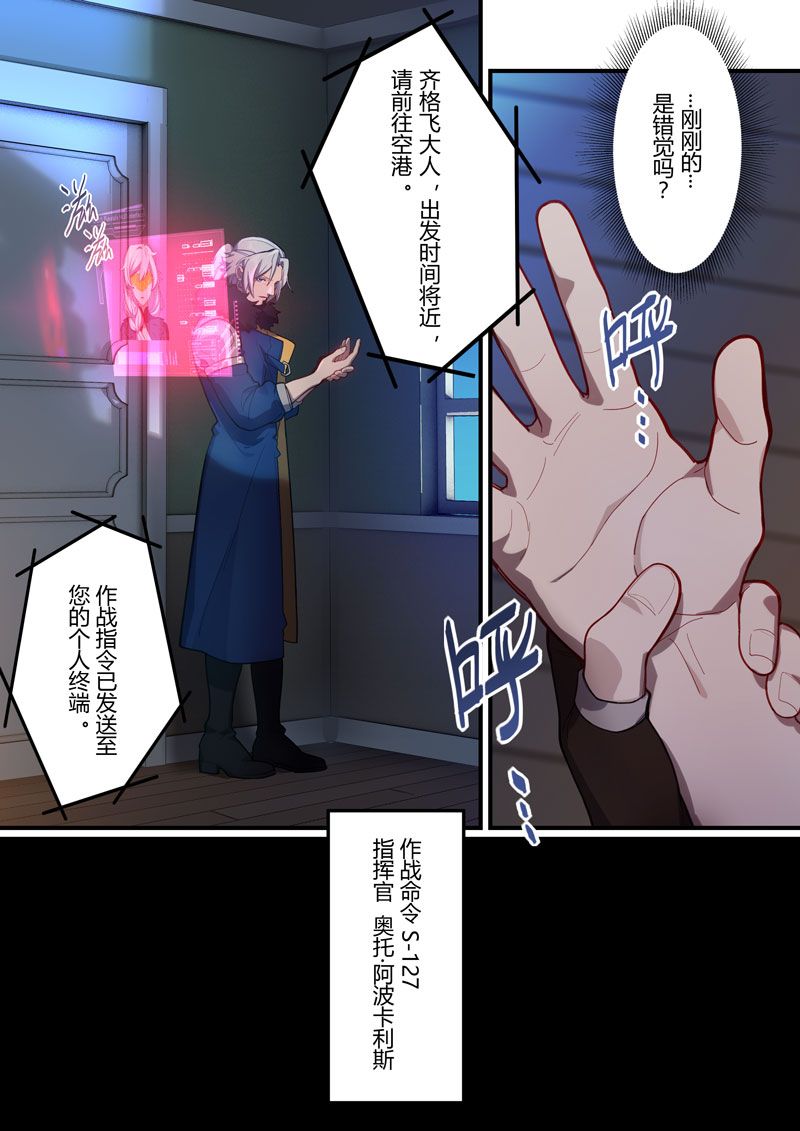 …刚刚的…
是错觉吗？
呼…
呼…
齐格飞大人，出发时间将近，
请前往空港。
滋
滋
作战指令已发送至
您的个人终端。
作战命令 S-127
指挥官 奥托·阿波卡利斯